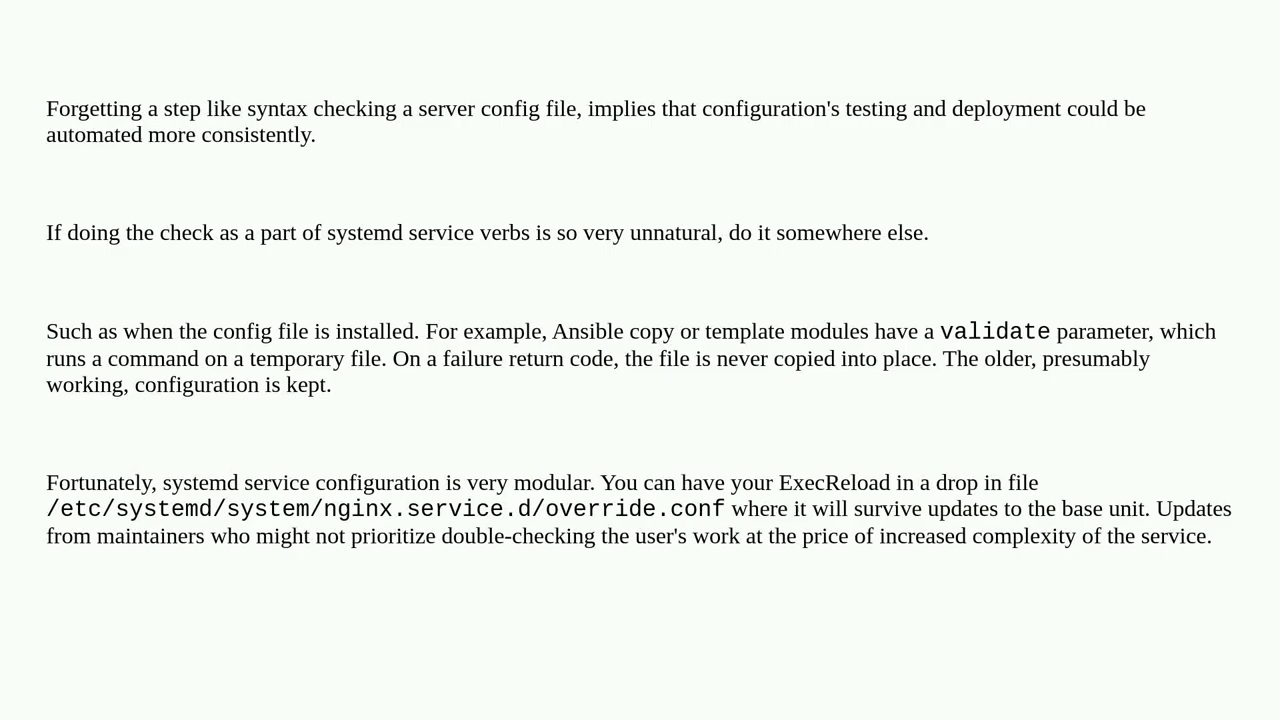 Forgetting a step like syntax checking a server config file, implies that configuration's testing and deployment could be
automated more consistently.
If doing the check as a part of systemd service verbs is so very unnatural, do it somewhere else.
Such as when the config file is installed. For example, Ansible copy or template modules have a validate parameter, which
runs a command on a temporary file. On a failure return code, the file is never copied into place. The older, presumably
working, configuration is kept.
Fortunately, systemd service configuration is very modular. You can have your ExecReload in a drop in file
/etc/systemd/system/nginx.service.d/override.conf where it will survive updates to the base unit. Updates
from maintainers who might not prioritize double-checking the user's work at the price of increased complexity of the service.